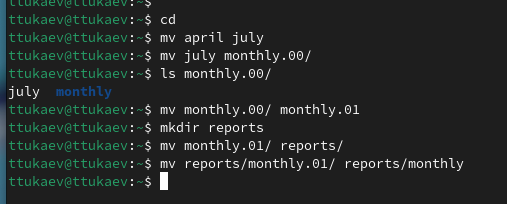 ttukaev@ttukaev:~$
ttukaev@ttukaev:~$ cd
ttukaev@ttukaev:~$ mv april july
ttukaev@ttukaev:~$ mv july monthly.00/
ttukaev@ttukaev:~$ ls monthly.00/
july  monthly
ttukaev@ttukaev:~$ mv monthly.00/ monthly.01
ttukaev@ttukaev:~$ mkdir reports
ttukaev@ttukaev:~$ mv monthly.01/ reports/
ttukaev@ttukaev:~$ mv reports/monthly.01/ reports/monthly
ttukaev@ttukaev:~$